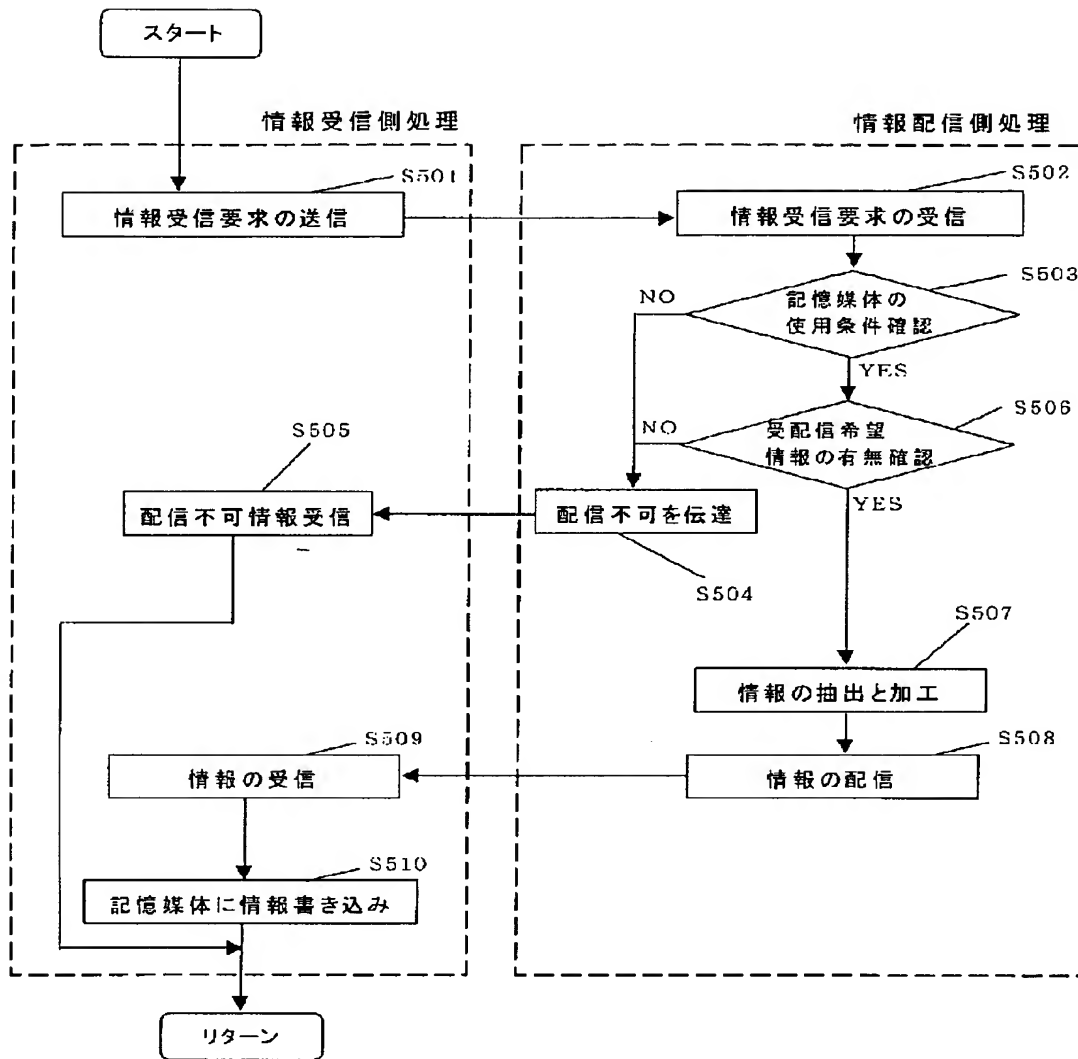 スタート
情報受信側処理
情報配信側処理
S501
情報受信要求の送信
S502
情報受信要求の受信
S503
記憶媒体の
使用条件確認
NO
YES
S506
受配信希望
情報の有無確認
NO
YES
S505
配信不可情報受信
配信不可を伝達
S504
S507
情報の抽出と加工
S509
情報の受信
S508
情報の配信
S510
記憶媒体に情報書き込み
リターン